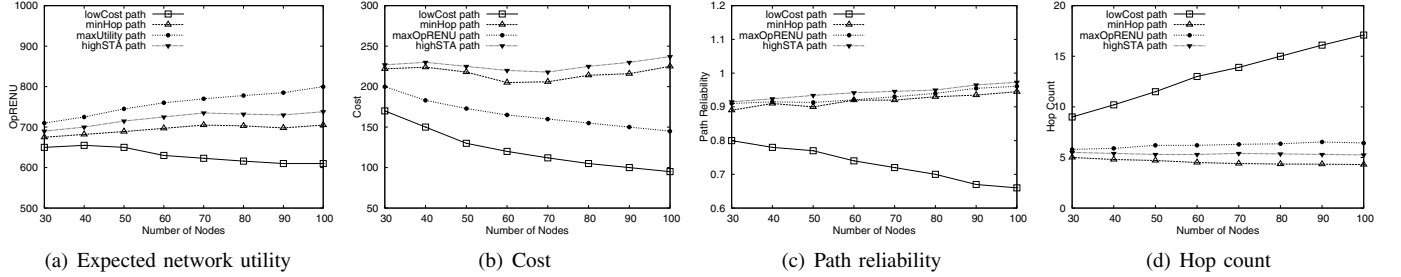 1000
900
800
700
600
500
OpRENU
lowCost path
minHop path
maxUtility path
highSTA path
30 40 50 60 70 80 90 100
Number of Nodes
(a) Expected network utility
300
250
200
150
100
50
Cost
lowCost path
minHop path
maxOpRENU path
highSTA path
30 40 50 60 70 80 90 100
Number of Nodes
(b) Cost
1.2
1.1
1
0.9
0.8
0.7
0.6
Path Reliability
lowCost path
minHop path
maxOpRENU path
highSTA path
30 40 50 60 70 80 90 100
Number of Nodes
(c) Path reliability
20
15
10
5
0
Hop Count
lowCost path
minHop path
maxOpRENU path
highSTA path
30 40 50 60 70 80 90 100
Number of Nodes
(d) Hop count